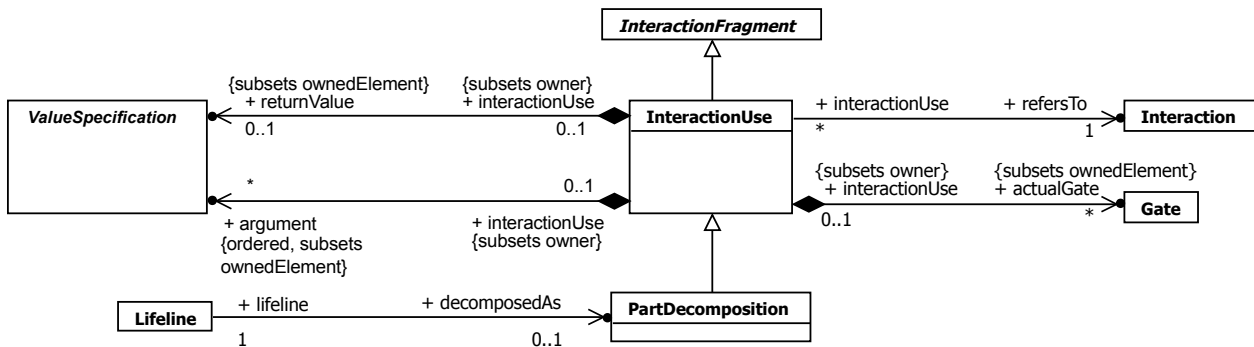 InteractionFragment
{subsets ownedElement}
{subsets owner}
+ returnValue
+ interactionUse
0..1
0..1
ValueSpecification
InteractionUse
+ interactionUse
+ refersTo
*
1
Interaction
{subsets owner}
{subsets ownedElement}
+ interactionUse
+ actualGate
0..1
*
Gate
*
0..1
+ argument
{ordered, subsets
ownedElement}
+ interactionUse
{subsets owner}
Lifeline
+ lifeline
+ decomposedAs
1
0..1
PartDecomposition